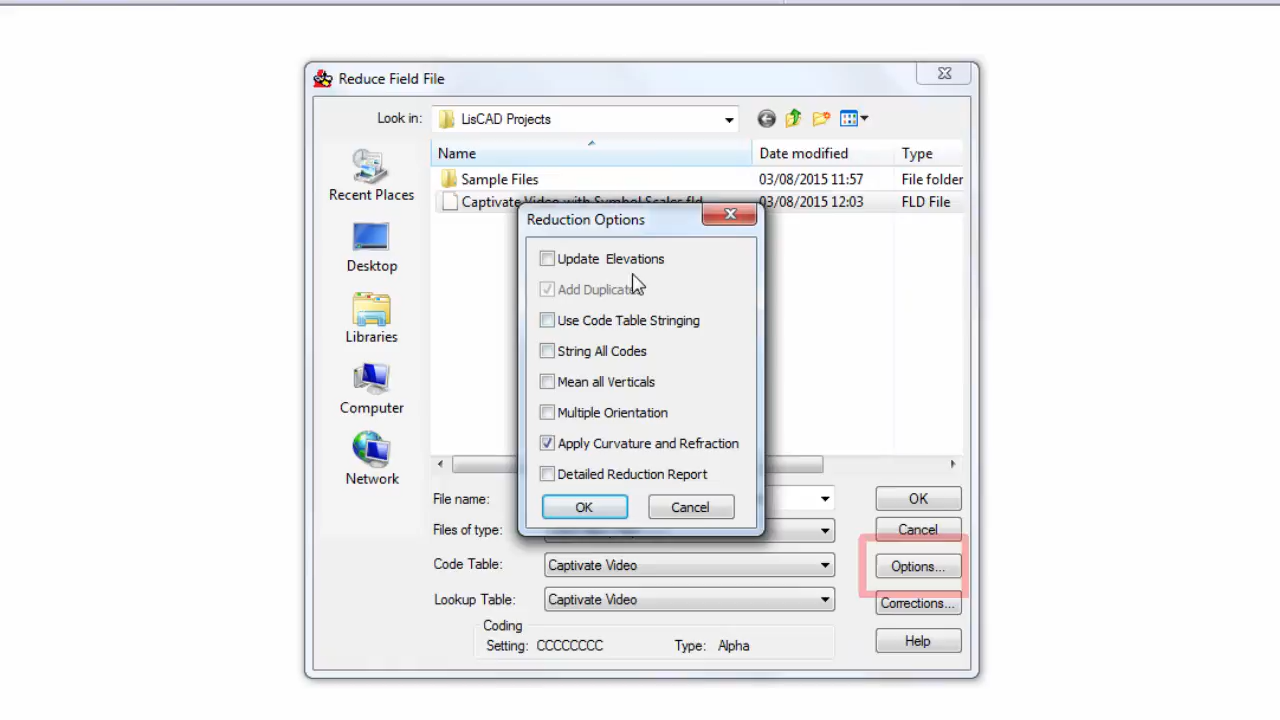 Reduce Field File
Look in: LisCAD Projects
Name Date modified Type
Sample Files 03/08/2015 11:57 File folder
Captivate Video with Symbol Scales.fld 03/08/2015 12:03 FLD File
Recent Places
Desktop
Libraries
Computer
Network
Reduction Options
Update Elevations
Add Duplicate
Use Code Table Stringing
String All Codes
Mean all Verticals
Multiple Orientation
Apply Curvature and Refraction
Detailed Reduction Report
OK Cancel
File name: OK
Files of type: Cancel
Code Table: Captivate Video Options...
Lookup Table: Captivate Video Corrections...
Coding
Setting: CCCCCCCC Type: Alpha Help